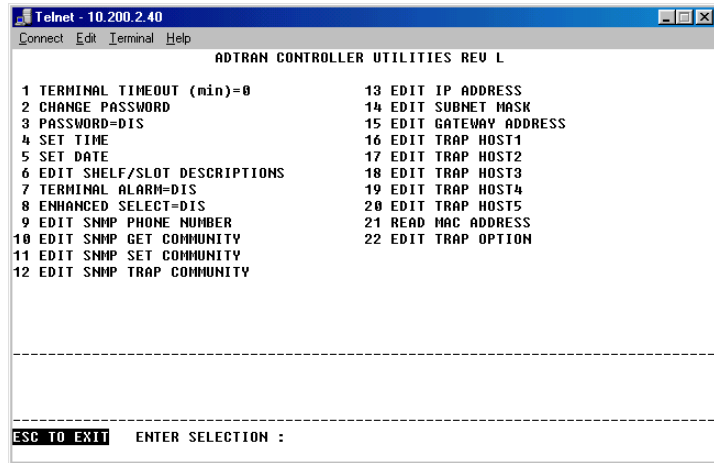 Telnet - 10.200.2.40
Connect Edit Terminal Help
ADTRAN CONTROLLER UTILITIES REV L
1 TERMINAL TIMEOUT (min)=0
2 CHANGE PASSWORD
3 PASSWORD=DIS
4 SET TIME
5 SET DATE
6 EDIT SHELF/SLOT DESCRIPTIONS
7 TERMINAL ALARM=DIS
8 ENHANCED SELECT=DIS
9 EDIT SNMP PHONE NUMBER
10 EDIT SNMP GET COMMUNITY
11 EDIT SNMP SET COMMUNITY
12 EDIT SNMP TRAP COMMUNITY
13 EDIT IP ADDRESS
14 EDIT SUBNET MASK
15 EDIT GATEWAY ADDRESS
16 EDIT TRAP HOST1
17 EDIT TRAP HOST2
18 EDIT TRAP HOST3
19 EDIT TRAP HOST4
20 EDIT TRAP HOST5
21 READ MAC ADDRESS
22 EDIT TRAP OPTION
ESC TO EXIT ENTER SELECTION :